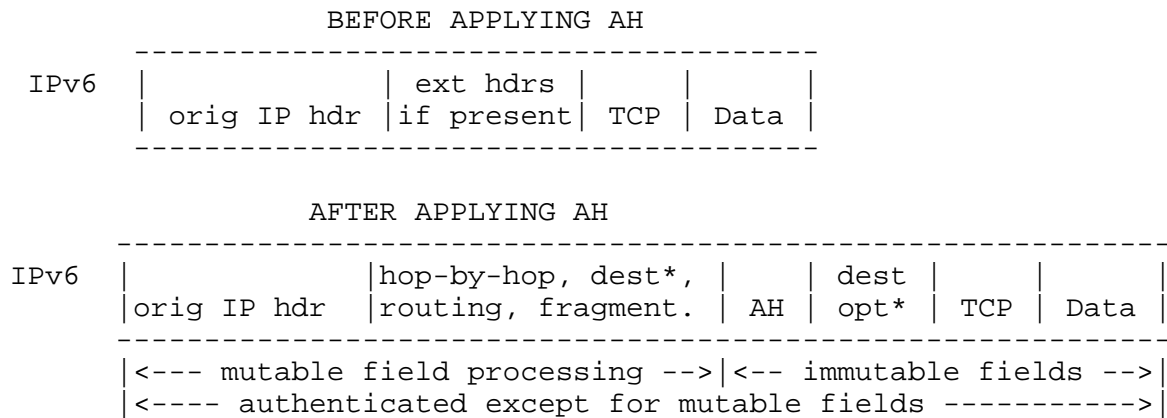 BEFORE APPLYING AH
       ---------------------------------------
 IPv6  |              | ext hdrs |     |      |
       | orig IP hdr  |if present| TCP | Data |
       ---------------------------------------

                 AFTER APPLYING AH
      ------------------------------------------------------------
IPv6  |             |hop-by-hop, dest*, |    | dest |     |      |
      |orig IP hdr  |routing, fragment. | AH | opt* | TCP | Data |
      ------------------------------------------------------------
      |<--- mutable field processing -->|<-- immutable fields -->|
      |<---- authenticated except for mutable fields ----------->|